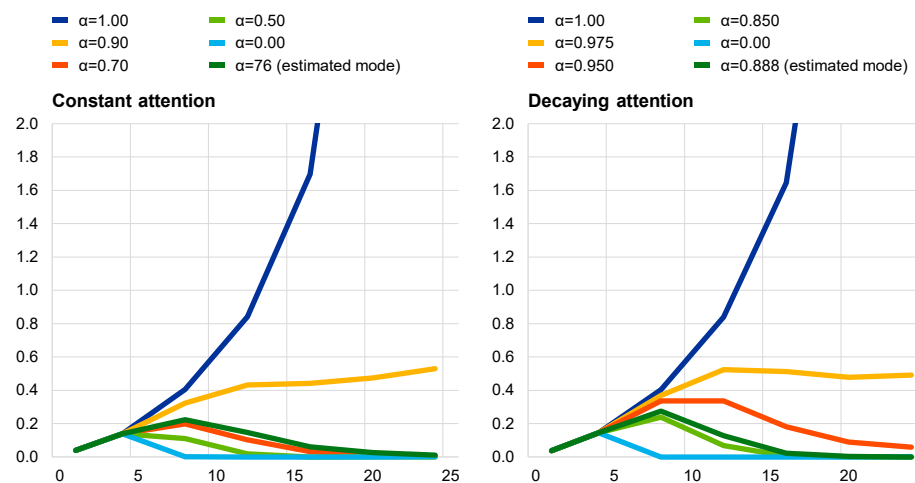 α=1.00
α=0.50
α=0.90
α=0.00
α=0.70
α=76 (estimated mode)
Constant attention
2.0
1.8
1.6
1.4
1.2
1.0
0.8
0.6
0.4
0.2
0.0
0 5 10 15 20 25
α=1.00
α=0.850
α=0.975
α=0.00
α=0.950
α=0.888 (estimated mode)
Decaying attention
2.0
1.8
1.6
1.4
1.2
1.0
0.8
0.6
0.4
0.2
0.0
0 5 10 15 20